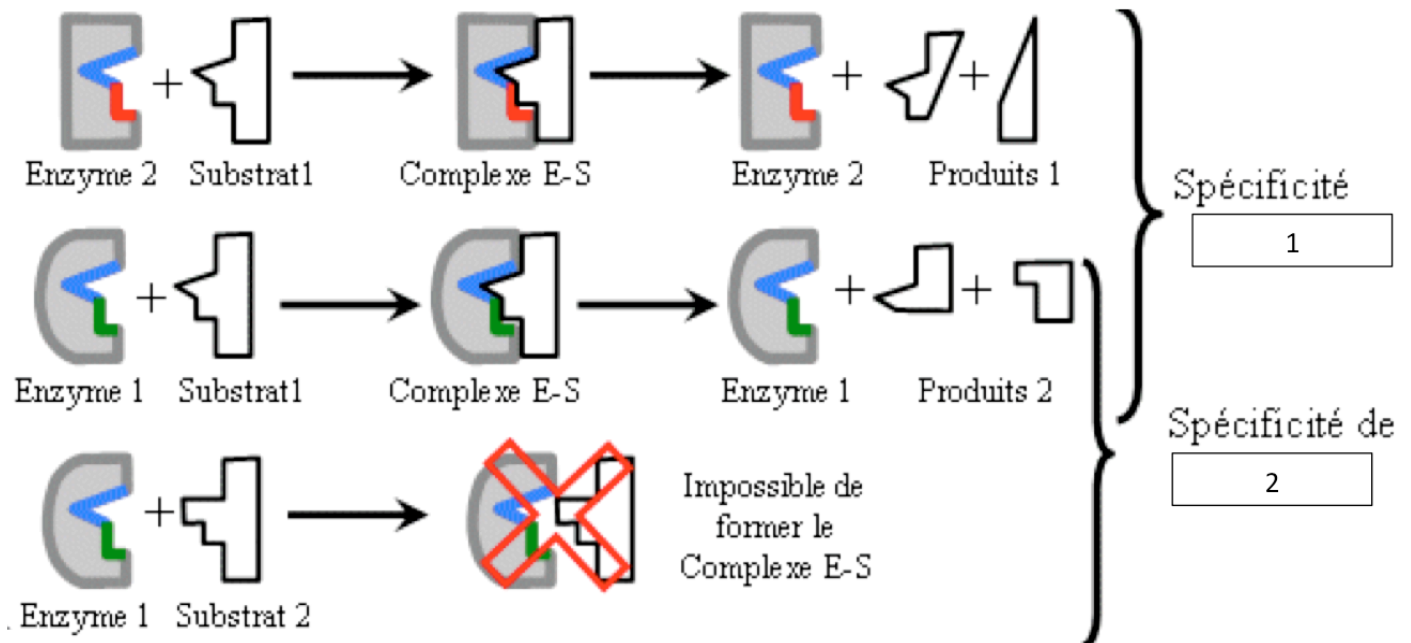 + + +
Enzyme 2 Substrat1 Complexe E-S Enzyme 2 Produits 1
Spécificité
1
+ + +
Enzyme 1 Substrat1 Complexe E-S Enzyme 1 Produits 2
Spécificité de
2
+
Impossible de
former le
Complexe E-S
Enzyme 1 Substrat 2